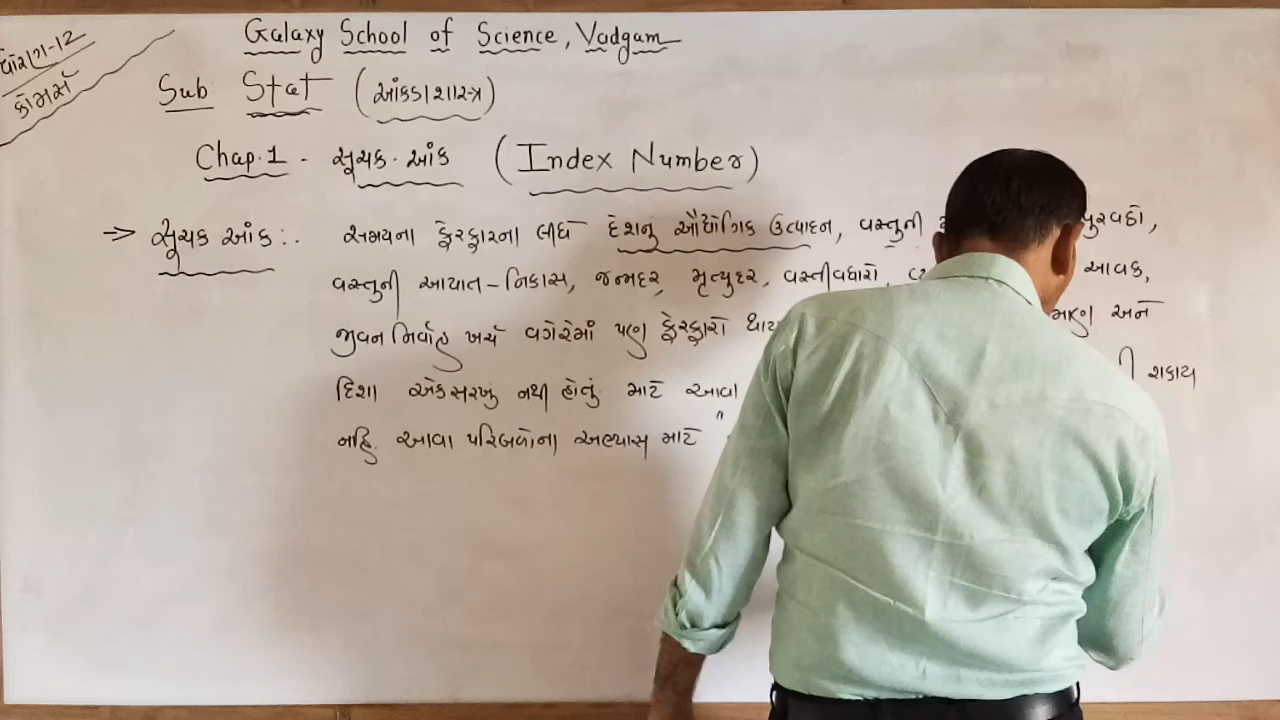 ધોરણ-12
કોમર્સ
Galaxy School of Science, Vadgam
Sub Stat (આંકડાશાસ્ત્ર)
Chap.1 - સૂચક આંક (Index Number)
→ સૂચક આંક :. સમયના ફેરફારના લીધે દેશનુ ઔદ્યોગિક ઉત્પાદન, વસ્તુની પુરવઠો,
વસ્તુની આયાત-નિકાસ, જન્મદર, મૃત્યુદર, વસ્તીવધારો, આવક,
જીવન નિર્વાહ ખર્ચ વગેરેમાં પણ ફેરફારો અને
દિશા એકસરખું નથી હોતું માટે આવા શકાય
નહિ આવા પરિબળોના અભ્યાસ માટે "